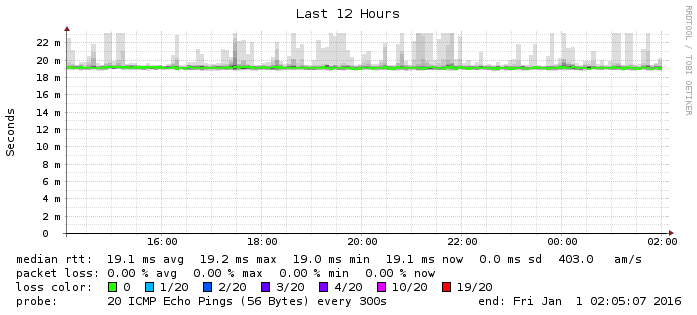 Last 12 Hours
RRDTOOL / TOBI OETIKER
Seconds
22 m
20 m
18 m
16 m
14 m
12 m
10 m
8 m
6 m
4 m
2 m
0
16:00 18:00 20:00 22:00 00:00 02:00
median rtt: 19.1 ms avg 19.2 ms max 19.0 ms min 19.1 ms now 0.0 ms sd 403.0 am/s
packet loss: 0.00 % avg 0.00 % max 0.00 % min 0.00 % now
loss color: 0 1/20 2/20 3/20 4/20 10/20 19/20
probe: 20 ICMP Echo Pings (56 Bytes) every 300s end: Fri Jan 1 02:05:07 2016